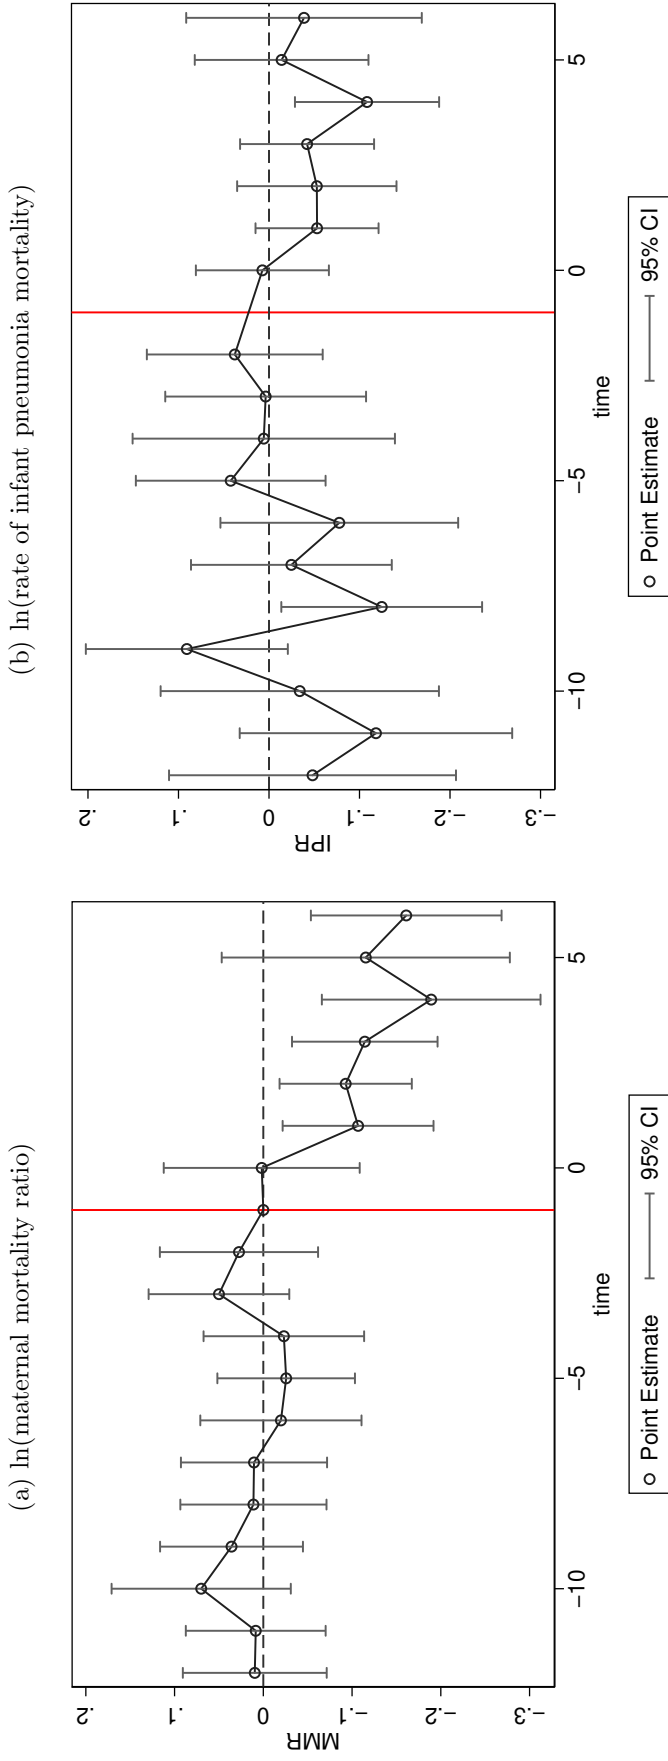 (a) ln(maternal mortality ratio)
MMR
.2
.1
0
−.1
−.2
−.3
−10
−5
0
5
time
Point Estimate
95% CI
(b) ln(rate of infant pneumonia mortality)
IPR
.2
.1
0
−.1
−.2
−.3
−10
−5
0
5
time
Point Estimate
95% CI